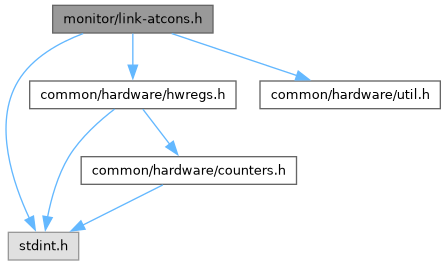 monitor/link-atcons.h
common/hardware/hwregs.h
common/hardware/util.h
common/hardware/counters.h
stdint.h